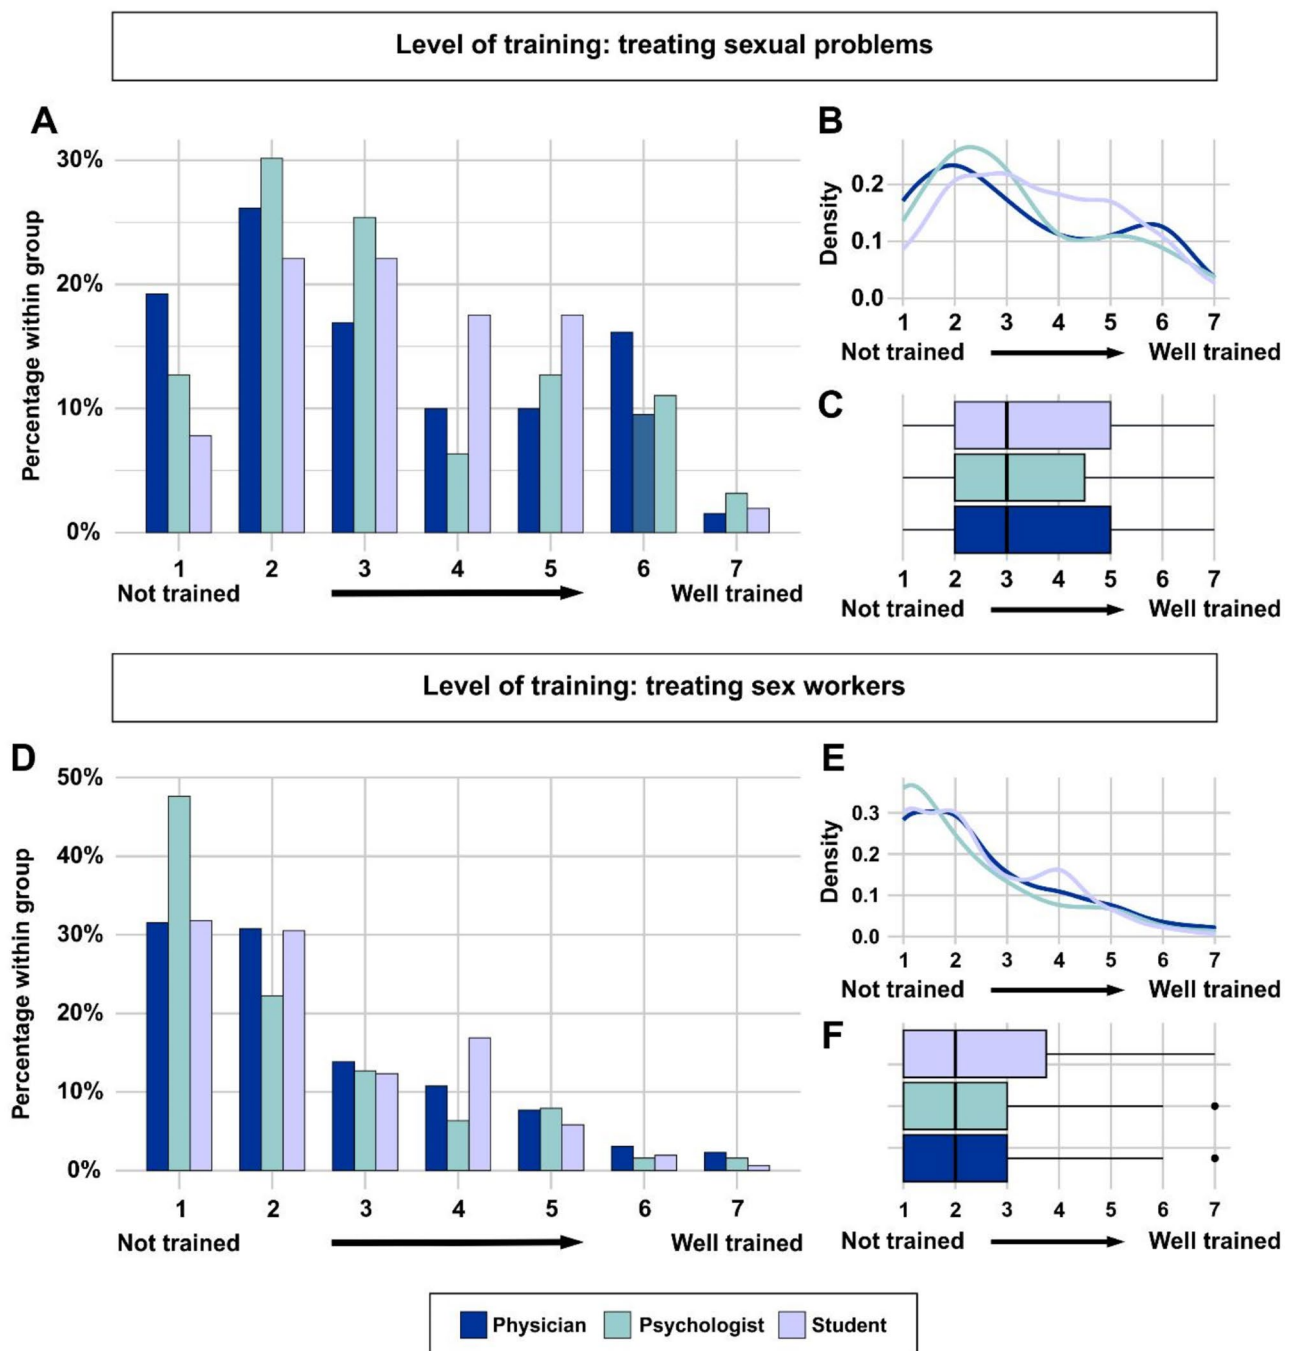 Level of training: treating sexual problems
A
Percentage within group
30%
20%
10%
0%
1 2 3 4 5 6 7
Not trained Well trained
B
Density
0.2
0.1
0.0
1 2 3 4 5 6 7
Not trained Well trained
C
1 2 3 4 5 6 7
Not trained Well trained
Level of training: treating sex workers
D
Percentage within group
50%
40%
30%
20%
10%
0%
1 2 3 4 5 6 7
Not trained Well trained
E
Density
0.3
0.2
0.1
0.0
1 2 3 4 5 6 7
Not trained Well trained
F
1 2 3 4 5 6 7
Not trained Well trained
Physician Psychologist Student